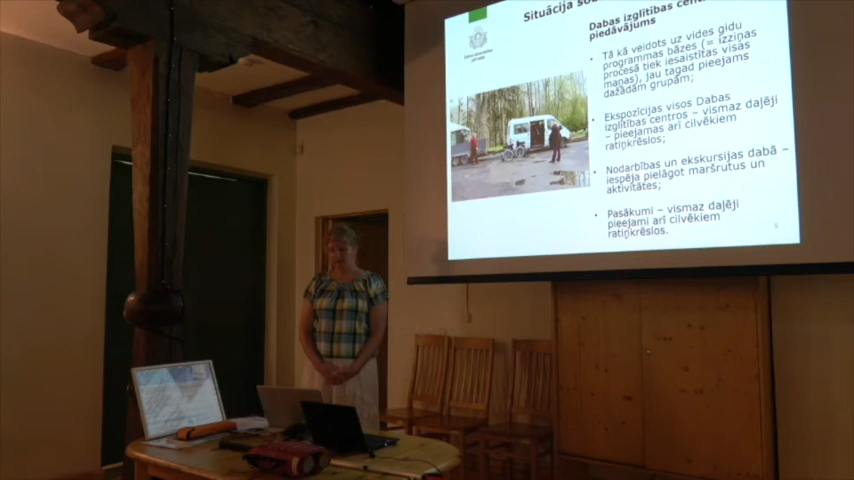 Situācija
Dabas izglītības
piedāvājums
• Tā kā veidots uz vides gidu
programmas bāzes (= izziņas
procesā tiek iesaistītas visas
maņas), jau tagad pieejams
dažādām grupām;
• Ekspozīcijas visos Dabas
izglītības centros – vismaz daļēji
– pieejamas arī cilvēkiem
ratiņkrēslos;
• Nodarbības un ekskursijas dabā –
iespēja pielāgot maršrutus un
aktivitātes;
• Pasākumi – vismaz daļēji
pieejami arī cilvēkiem
ratiņkrēslos.